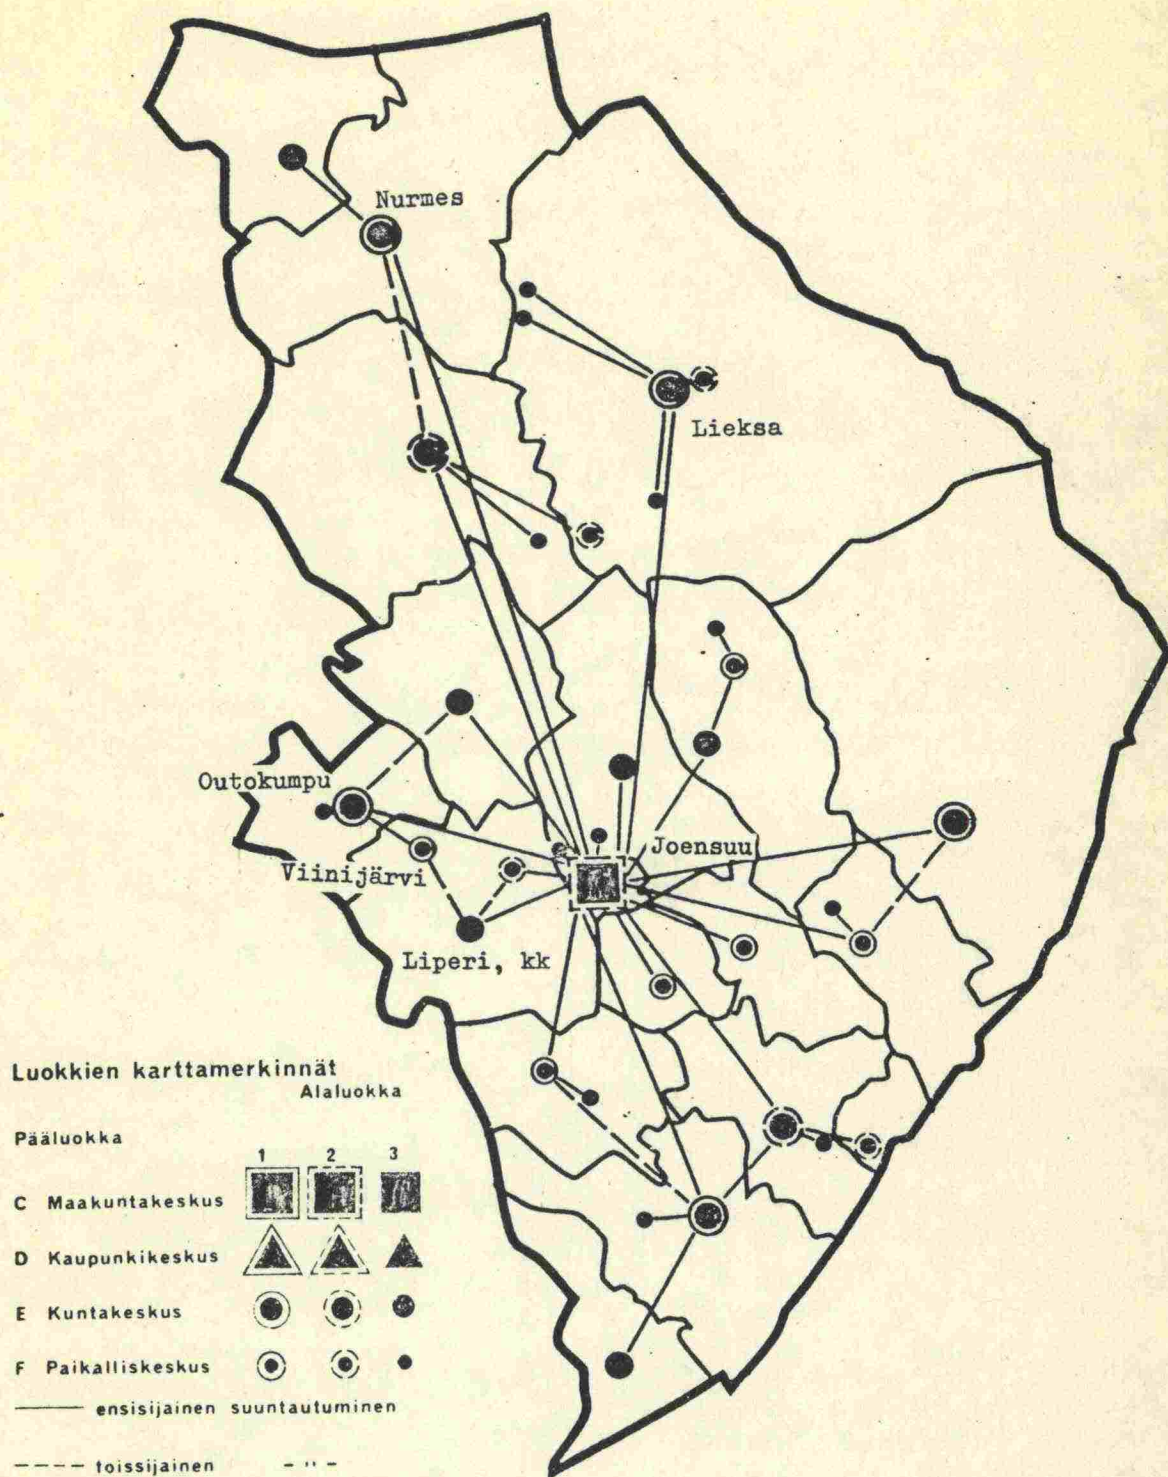 Nurmes
Lieksa
Outokumpu
Joensuu
Viinijärvi
Liperi, kk
Luokkien karttamerkinnät
Alaluokka
Pääluokka
1 2 3
C Maakuntakeskus
D Kaupunkikeskus
E Kuntakeskus
F Paikalliskeskus
ensisijainen suuntautuminen
toissijainen - " -